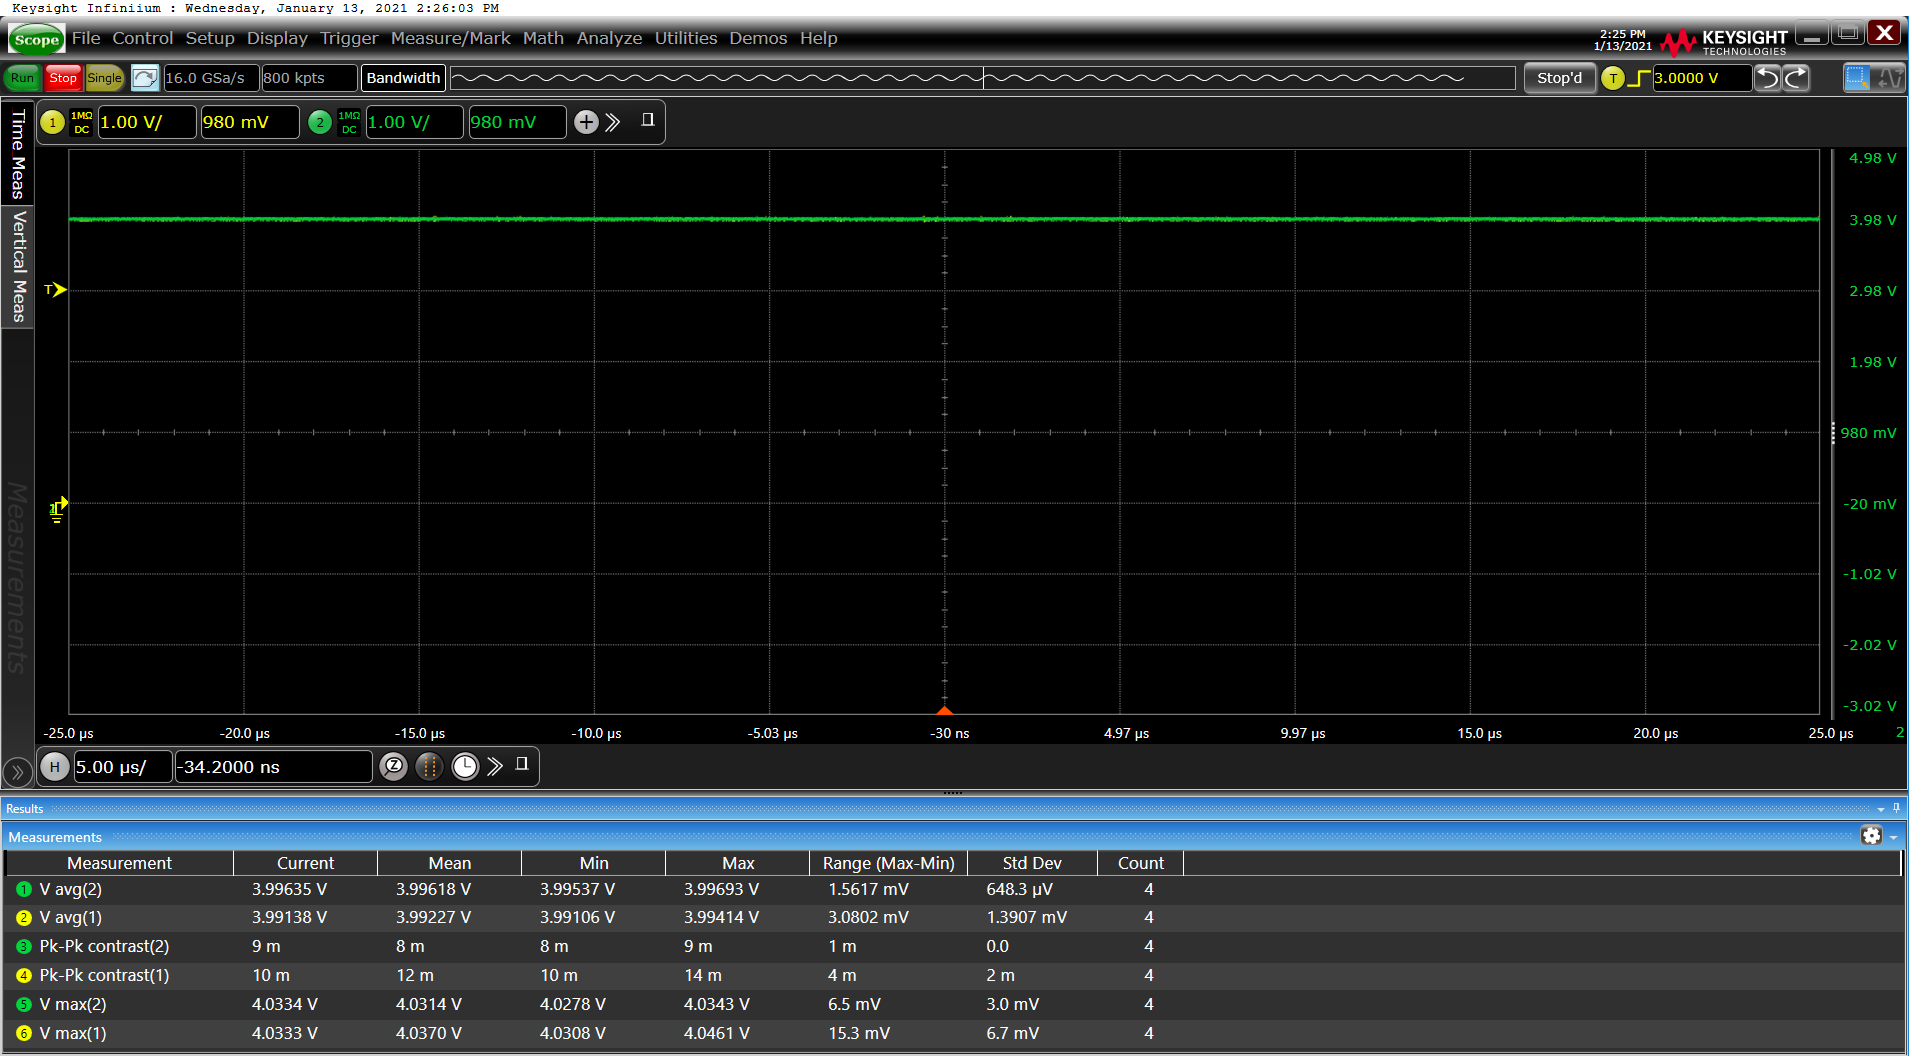 Keysight Infiniium : Wednesday, January 13, 2021 2:26:03 PM
Scope File Control Setup Display Trigger Measure/Mark Math Analyze Utilities Demos Help
2:25 PM
1/13/2021
KEYSIGHT
TECHNOLOGIES
Run Stop Single 16.0 GSa/s 800 kpts Bandwidth Stop'd T 3.0000 V
1 1MΩ DC 1.00 V/ 980 mV 2 1MΩ DC 1.00 V/ 980 mV
Time Meas
Vertical Meas
Measurements
4.98 V
3.98 V
T
2.98 V
1.98 V
980 mV
-20 mV
-1.02 V
-2.02 V
-3.02 V
-25.0 µs -20.0 µs -15.0 µs -10.0 µs -5.03 µs -30 ns 4.97 µs 9.97 µs 15.0 µs 20.0 µs 25.0 µs 2
H 5.00 µs/ -34.2000 ns Z
Results
Measurements
Measurement Current Mean Min Max Range (Max-Min) Std Dev Count
1 V avg(2) 3.99635 V 3.99618 V 3.99537 V 3.99693 V 1.5617 mV 648.3 µV 4
2 V avg(1) 3.99138 V 3.99227 V 3.99106 V 3.99414 V 3.0802 mV 1.3907 mV 4
3 Pk-Pk contrast(2) 9 m 8 m 8 m 9 m 1 m 0.0 4
4 Pk-Pk contrast(1) 10 m 12 m 10 m 14 m 4 m 2 m 4
5 V max(2) 4.0334 V 4.0314 V 4.0278 V 4.0343 V 6.5 mV 3.0 mV 4
6 V max(1) 4.0333 V 4.0370 V 4.0308 V 4.0461 V 15.3 mV 6.7 mV 4